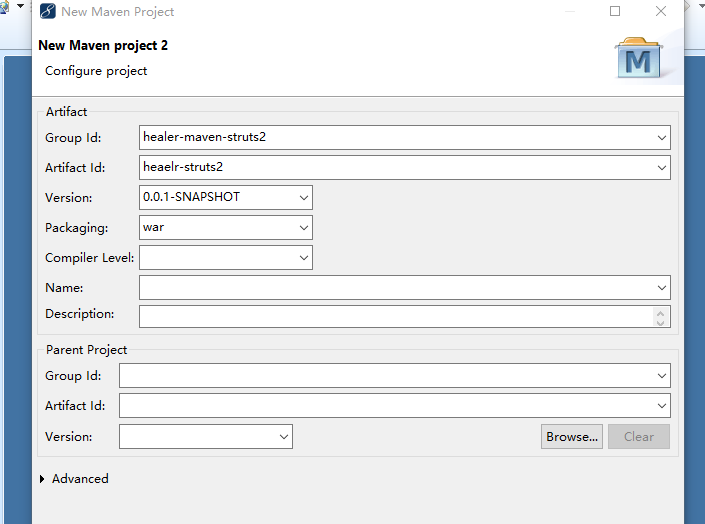 New Maven Project
New Maven project 2
Configure project
M
Artifact
Group Id: healer-maven-struts2
Artifact Id: heaelr-struts2
Version: 0.0.1-SNAPSHOT
Packaging: war
Compiler Level:
Name:
Description:
Parent Project
Group Id:
Artifact Id:
Version: Browse... Clear
Advanced